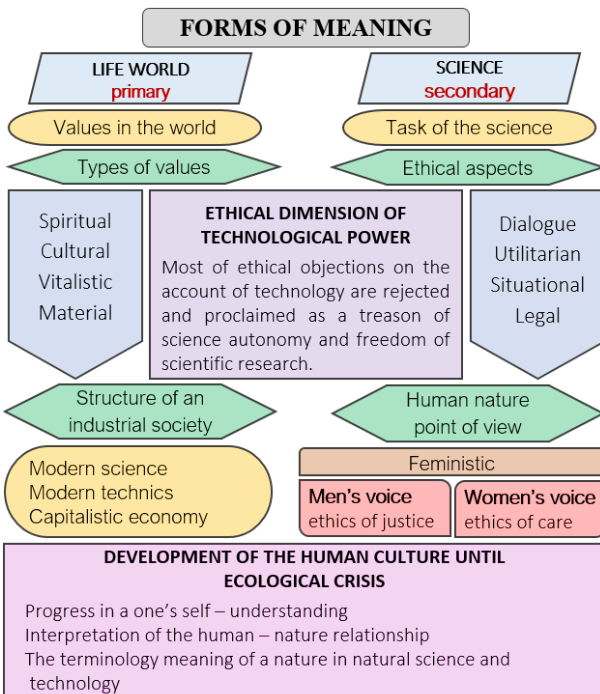 FORMS OF MEANING
LIFE WORLD
primary
SCIENCE
secondary
Values in the world
Task of the science
Types of values
Ethical aspects
Spiritual
Cultural
Vitalistic
Material
ETHICAL DIMENSION OF
TECHNOLOGICAL POWER
Most of ethical objections on the
account of technology are rejected
and proclaimed as a treason of
science autonomy and freedom of
scientific research.
Dialogue
Utilitarian
Situational
Legal
Structure of an
industrial society
Human nature
point of view
Modern science
Modern technics
Capitalistic economy
Feministic
Men's voice
ethics of justice
Women's voice
ethics of care
DEVELOPMENT OF THE HUMAN CULTURE UNTIL
ECOLOGICAL CRISIS
Progress in a one's self – understanding
Interpretation of the human – nature relationship
The terminology meaning of a nature in natural science and
technology